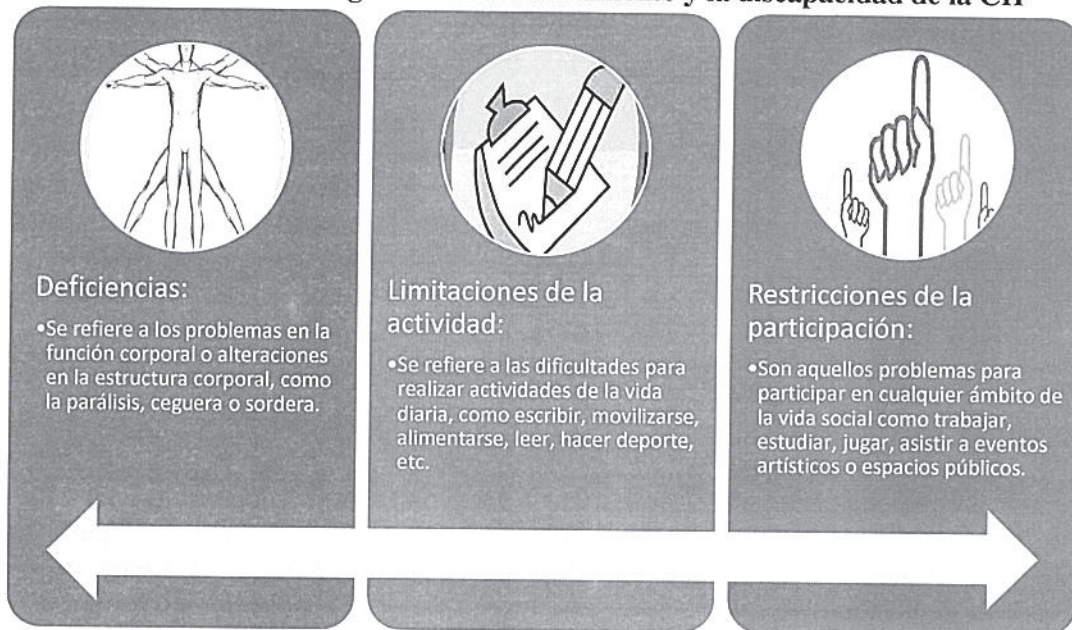 y la discapacidad de la CIF
Deficiencias:
•Se refiere a los problemas en la
función corporal o alteraciones
en la estructura corporal, como
la parálisis, ceguera o sordera.
Limitaciones de la
actividad:
•Se refiere a las dificultades para
realizar actividades de la vida
diaria, como escribir, movilizarse,
alimentarse, leer, hacer deporte,
etc.
Restricciones de la
participación:
•Son aquellos problemas para
participar en cualquier ámbito de
la vida social como trabajar,
estudiar, jugar, asistir a eventos
artísticos o espacios públicos.